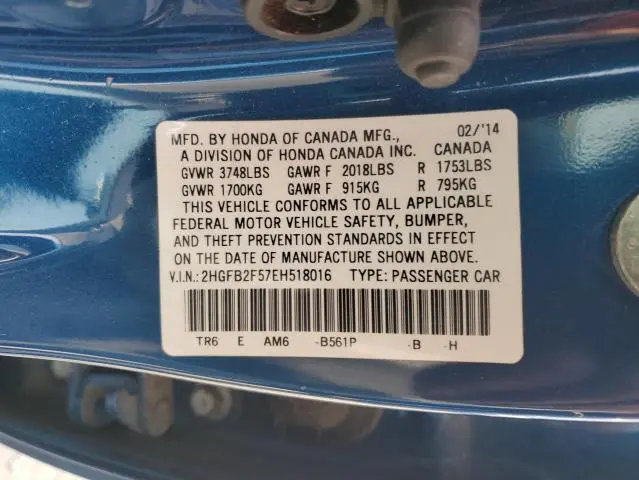 MFD. BY HONDA OF CANADA MFG., 02/'14
A DIVISION OF HONDA CANADA INC. CANADA
GVWR 3748LBS GAWR F 2018LBS R 1753LBS
GVWR 1700KG GAWR F 915KG R 795KG
THIS VEHICLE CONFORMS TO ALL APPLICABLE
FEDERAL MOTOR VEHICLE SAFETY, BUMPER,
AND THEFT PREVENTION STANDARDS IN EFFECT
ON THE DATE OF MANUFACTURE SHOWN ABOVE.
V.I.N.: 2HGFB2F57EH518016 TYPE: PASSENGER CAR
TR6 E AM6 -B561P -B -H